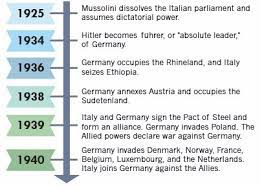 1925
Mussolini dissolves the Italian parliament and
assumes dictatorial power.
1934
Hitler becomes fuhrer, or "absolute leader,"
of Germany.
1936
Germany occupies the Rhineland, and Italy
seizes Ethiopia.
1938
Germany annexes Austria and occupies the
Sudetenland.
1939
Italy and Germany sign the Pact of Steel and
form an alliance. Germany invades Poland. The
Allied powers declare war against Germany.
1940
Germany invades Denmark, Norway, France,
Belgium, Luxembourg, and the Netherlands.
Italy joins Germany against the Allies.